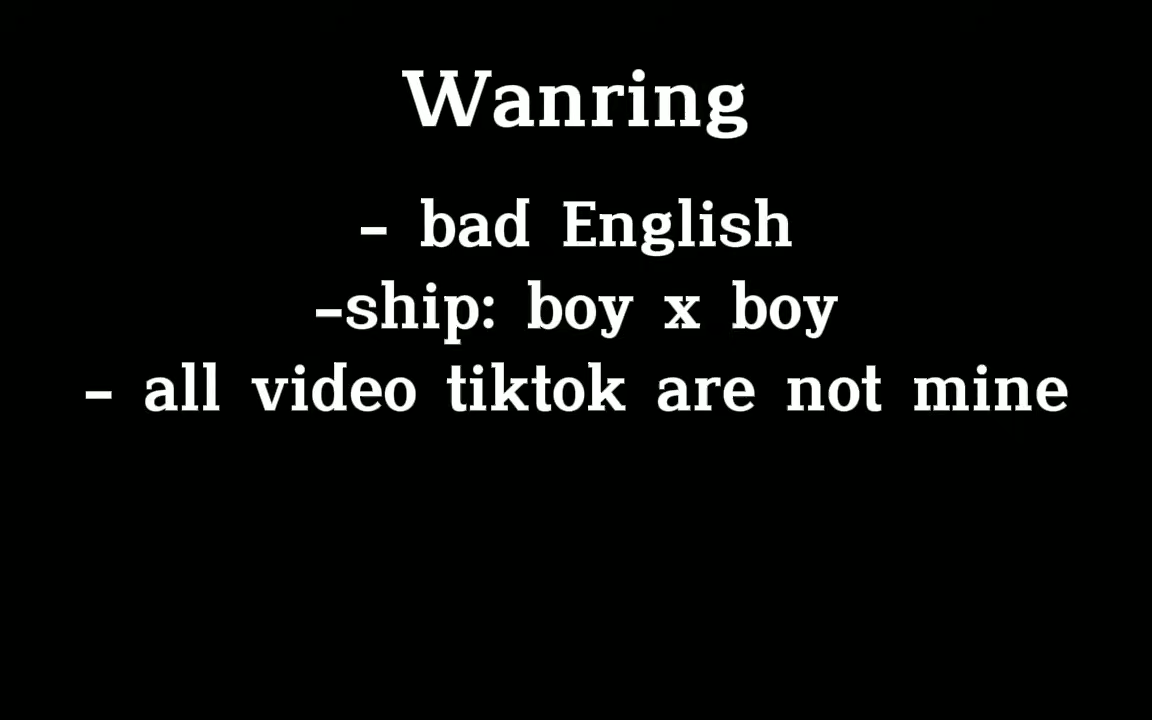 Wanring
- bad English
-ship: boy x boy
- all video tiktok are not mine